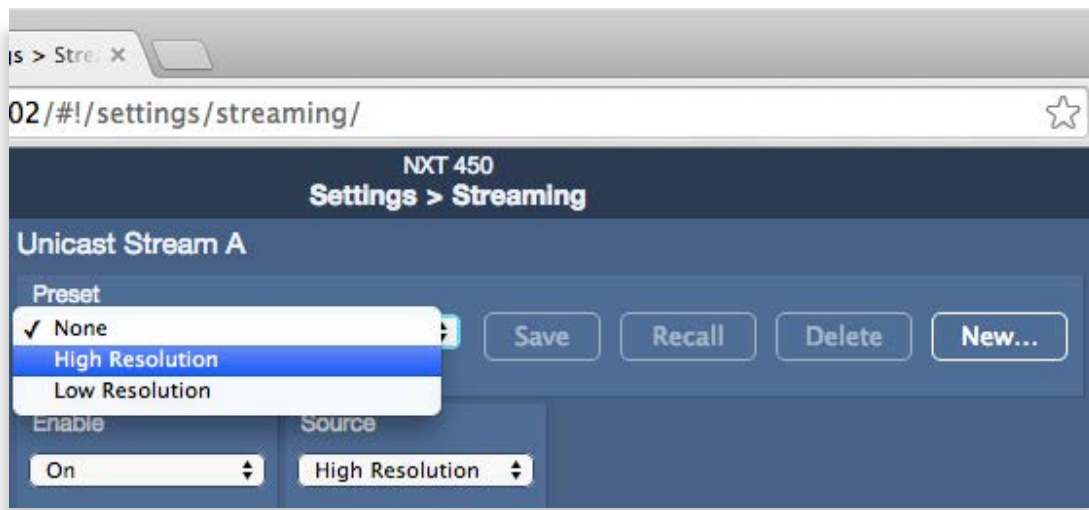 gs > Stre
02/#!/settings/streaming/
NXT 450
Settings > Streaming
Unicast Stream A
Preset
✓ None
High Resolution
Low Resolution
Save Recall Delete New...
Enable Source
On High Resolution